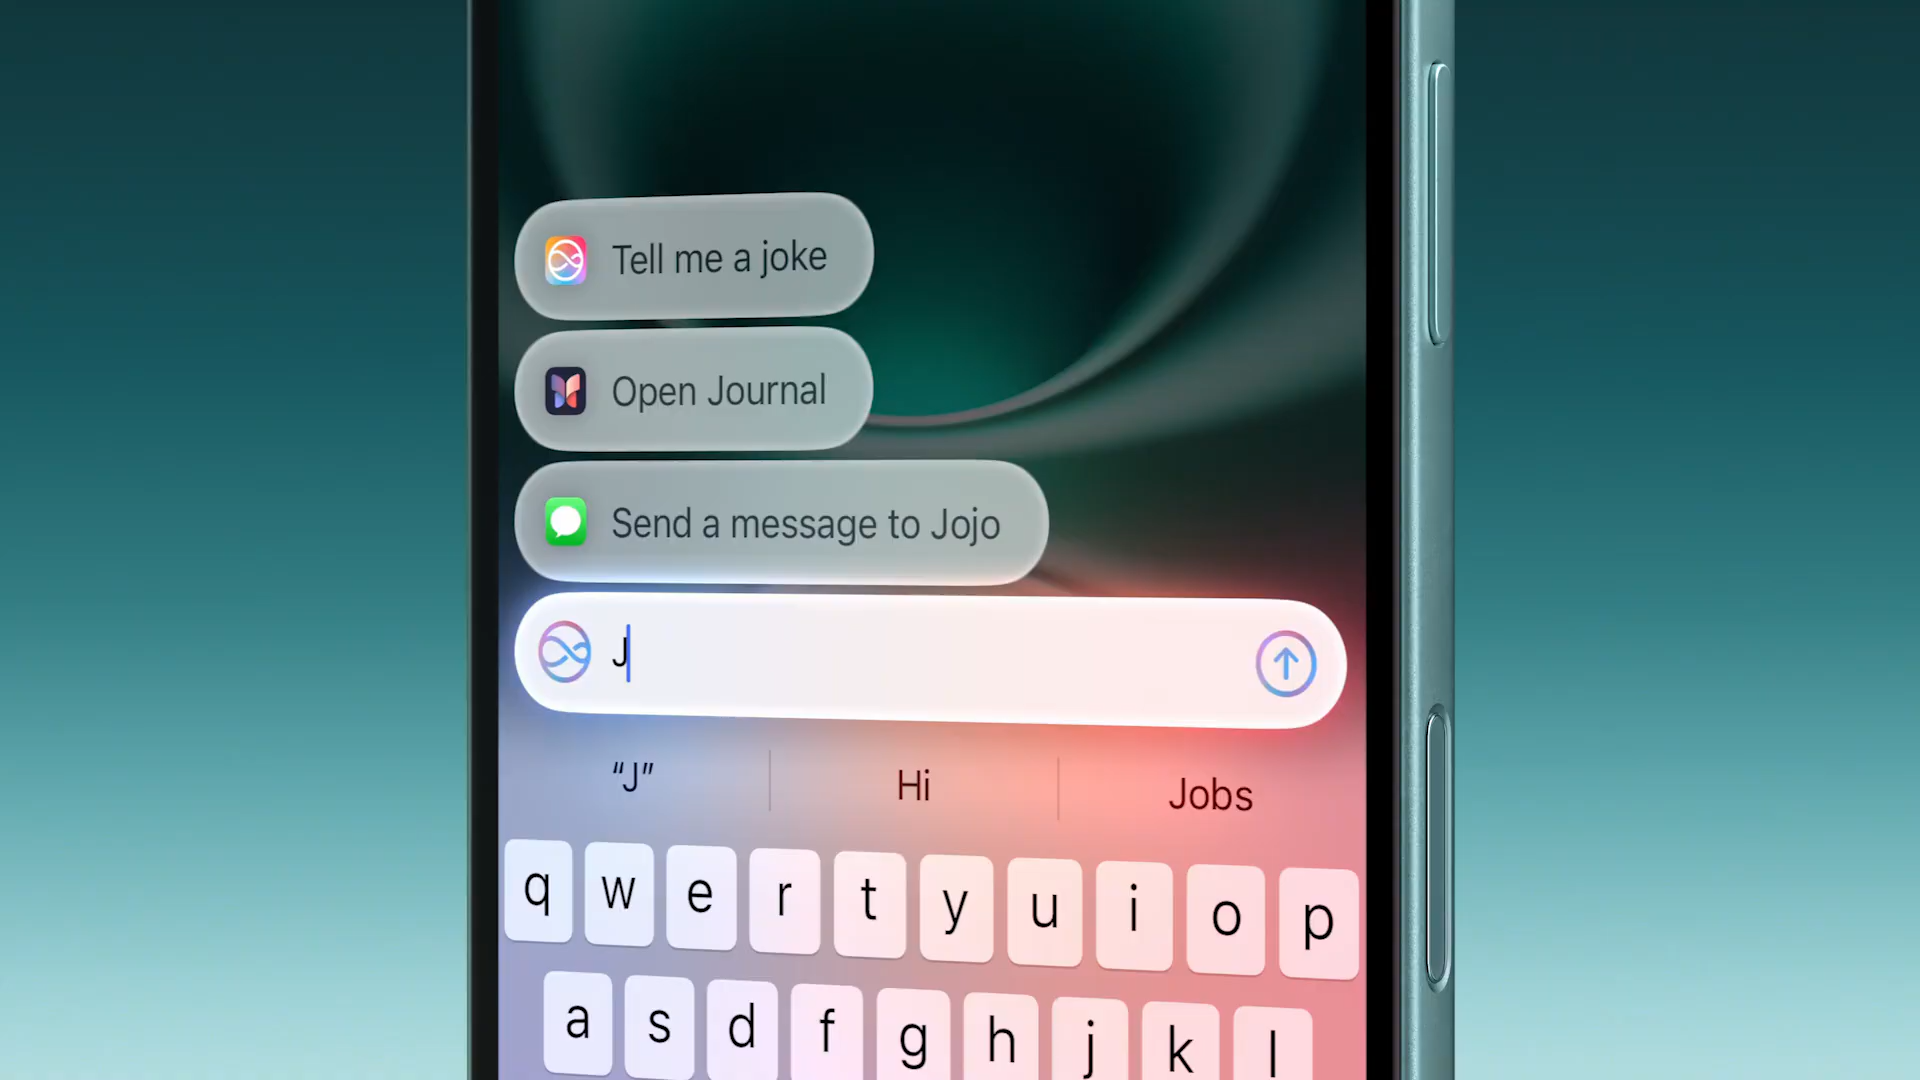 Tell me a joke
Open Journal
Send a message to Jojo
J
“J” Hi Jobs
q w e r t y u i o p
a s d f g h j k l